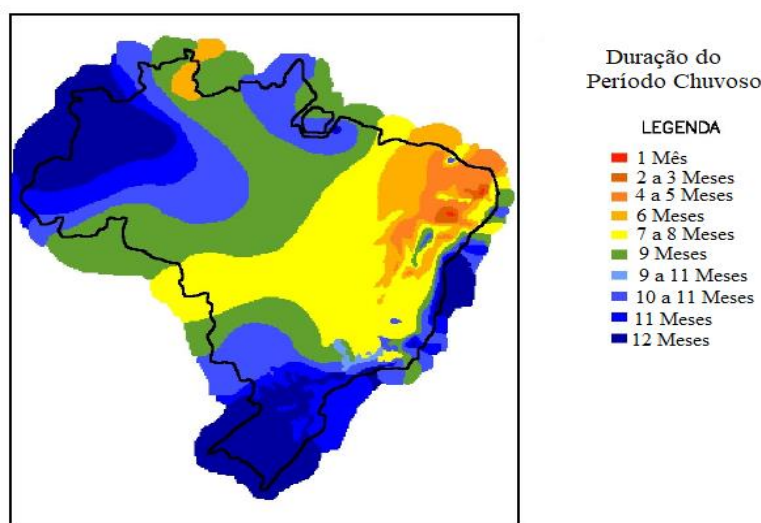 Duração do
Período Chuvoso
LEGENDA
1 Mês
2 a 3 Meses
4 a 5 Meses
6 Meses
7 a 8 Meses
9 Meses
9 a 11 Meses
10 a 11 Meses
11 Meses
12 Meses